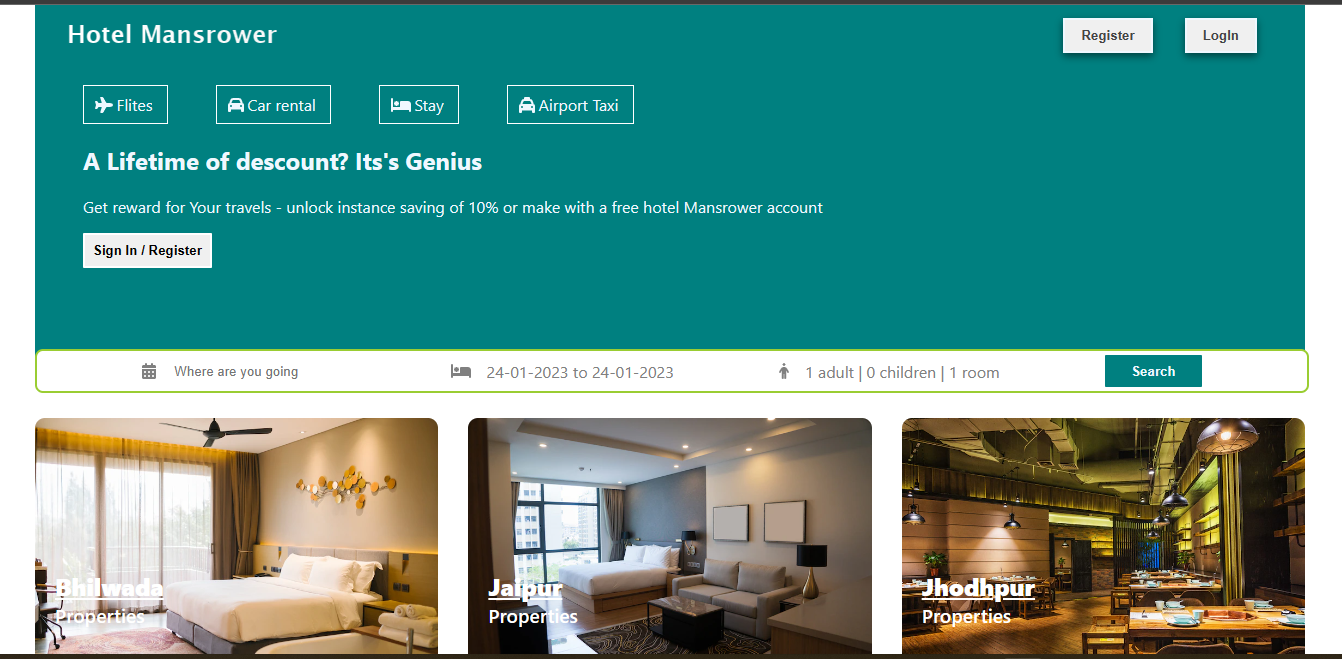 Hotel Mansrower
Register
LogIn
Flites
Car rental
Stay
Airport Taxi
A Lifetime of descount? Its's Genius
Get reward for Your travels - unlock instance saving of 10% or make with a free hotel Mansrower account
Sign In / Register
Where are you going
24-01-2023 to 24-01-2023
1 adult | 0 children | 1 room
Search
Bhilwada
Properties
Jaipur
Properties
Jhodhpur
Properties